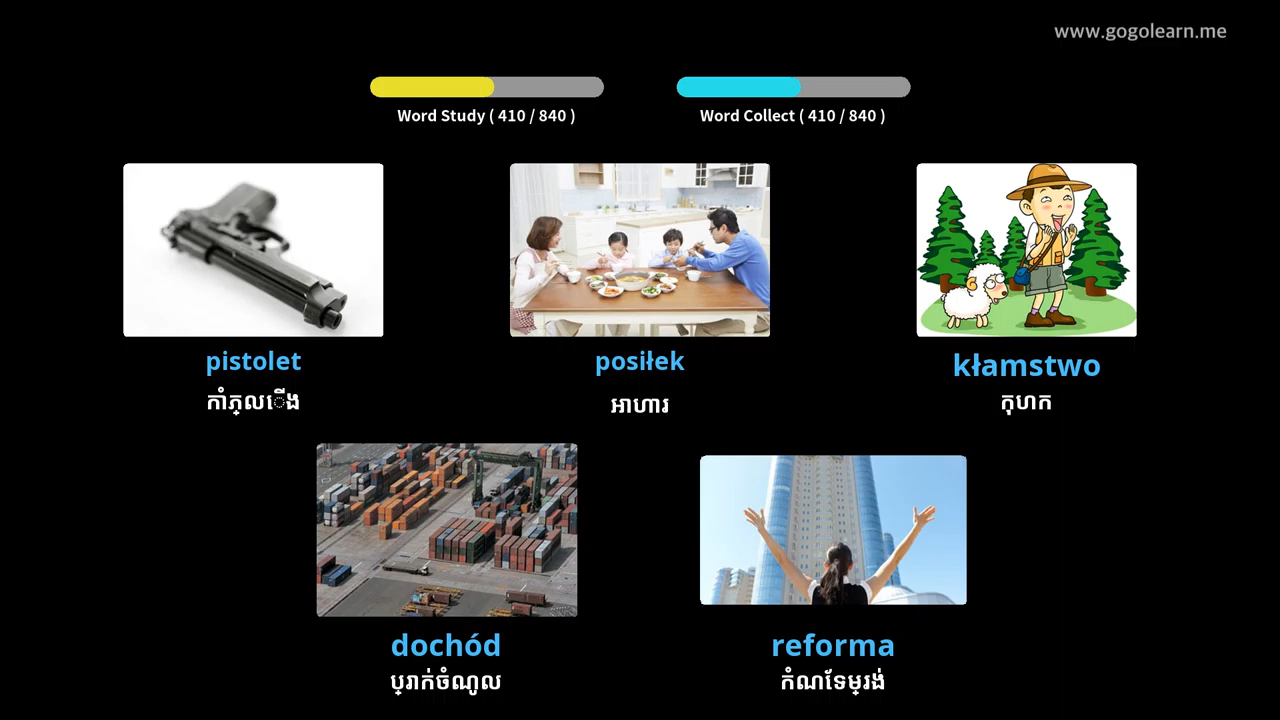 www.gogolearn.me
Word Study ( 410 / 840 )
Word Collect ( 410 / 840 )
pistolet
កាំភ្លើង
posiłek
អាហារ
kłamstwo
កុហក
dochód
ប្រាក់ចំណូល
reforma
កំណទែម្រង់